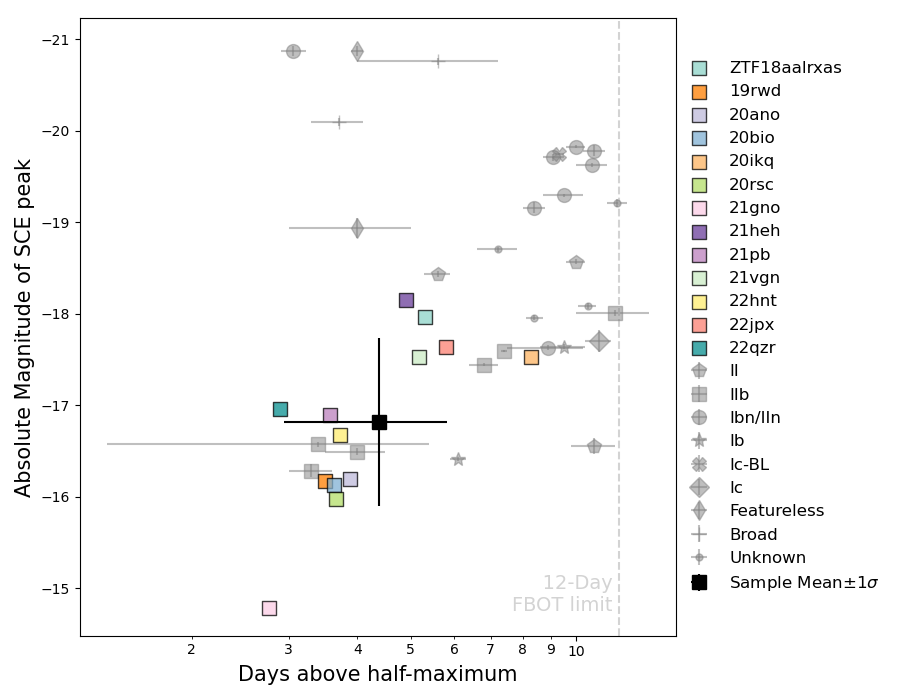 −21
−20
−19
−18
−17
−16
−15
Absolute Magnitude of SCE peak
2
3
4
5
6
7
8
9
10
Days above half-maximum
12-Day
FBOT limit
ZTF18aalrxas
19rwd
20ano
20bio
20ikq
20rsc
21gno
21heh
21pb
21vgn
22hnt
22jpx
22qzr
II
IIb
Ibn/IIn
Ib
Ic-BL
Ic
Featureless
Broad
Unknown
Sample Mean±1σ